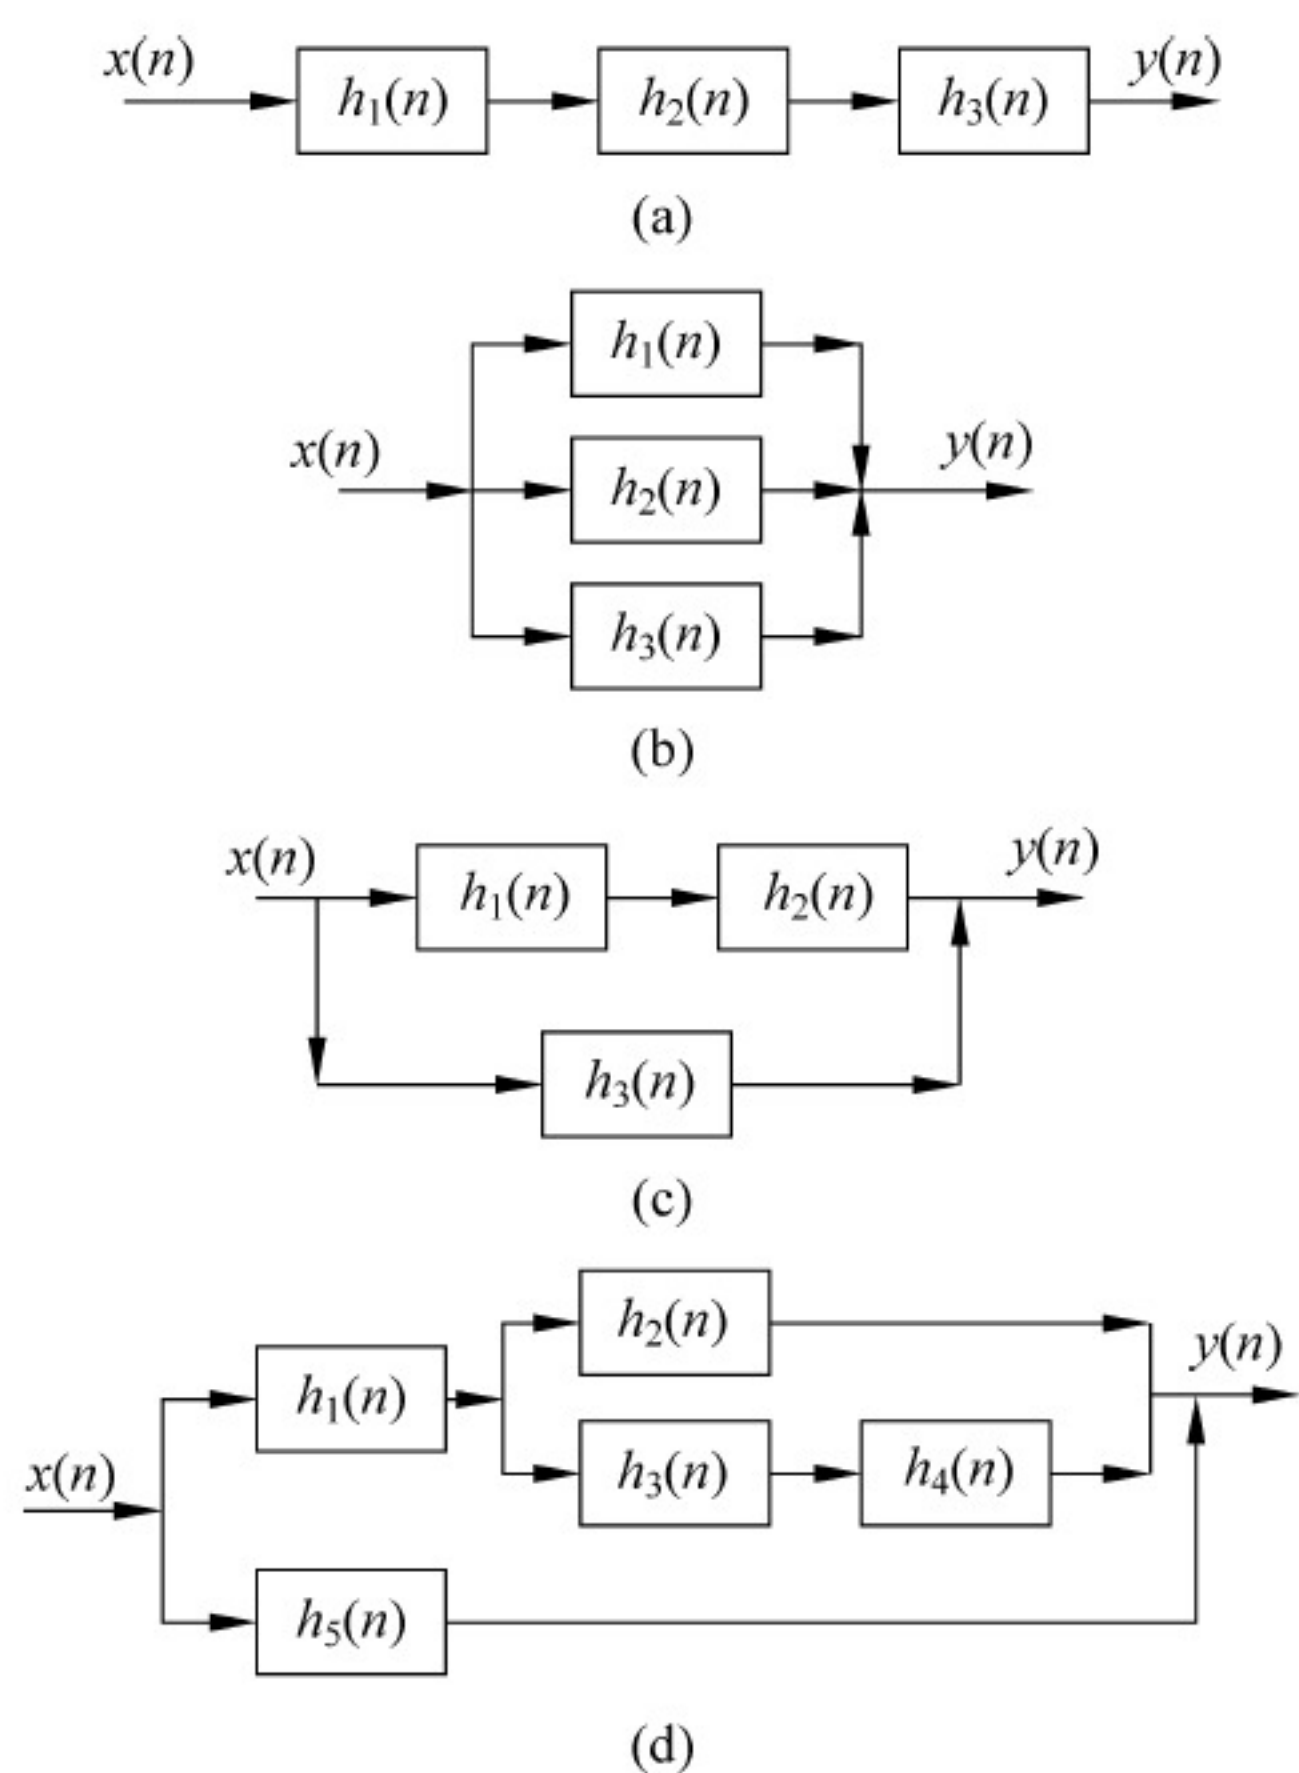 x(n) h₁(n) h₂(n) h₃(n) y(n)
(a)
h₁(n)
x(n) h₂(n) y(n)
h₃(n)
(b)
x(n) h₁(n) h₂(n) y(n)
h₃(n)
(c)
h₂(n)
h₁(n) y(n)
x(n) h₃(n) h₄(n)
h₅(n)
(d)